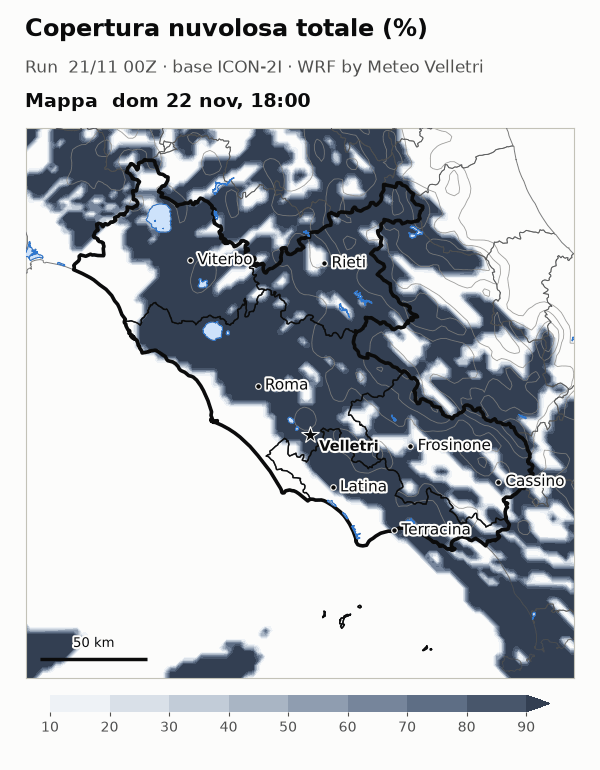 Copertura nuvolosa totale (%)
Run  21/11 00Z · base ICON-2I · WRF by Meteo Velletri
Mappa  dom 22 nov, 18:00
Viterbo
Rieti
Roma
Velletri
Frosinone
Latina
Cassino
Terracina
50 km
10 20 30 40 50 60 70 80 90